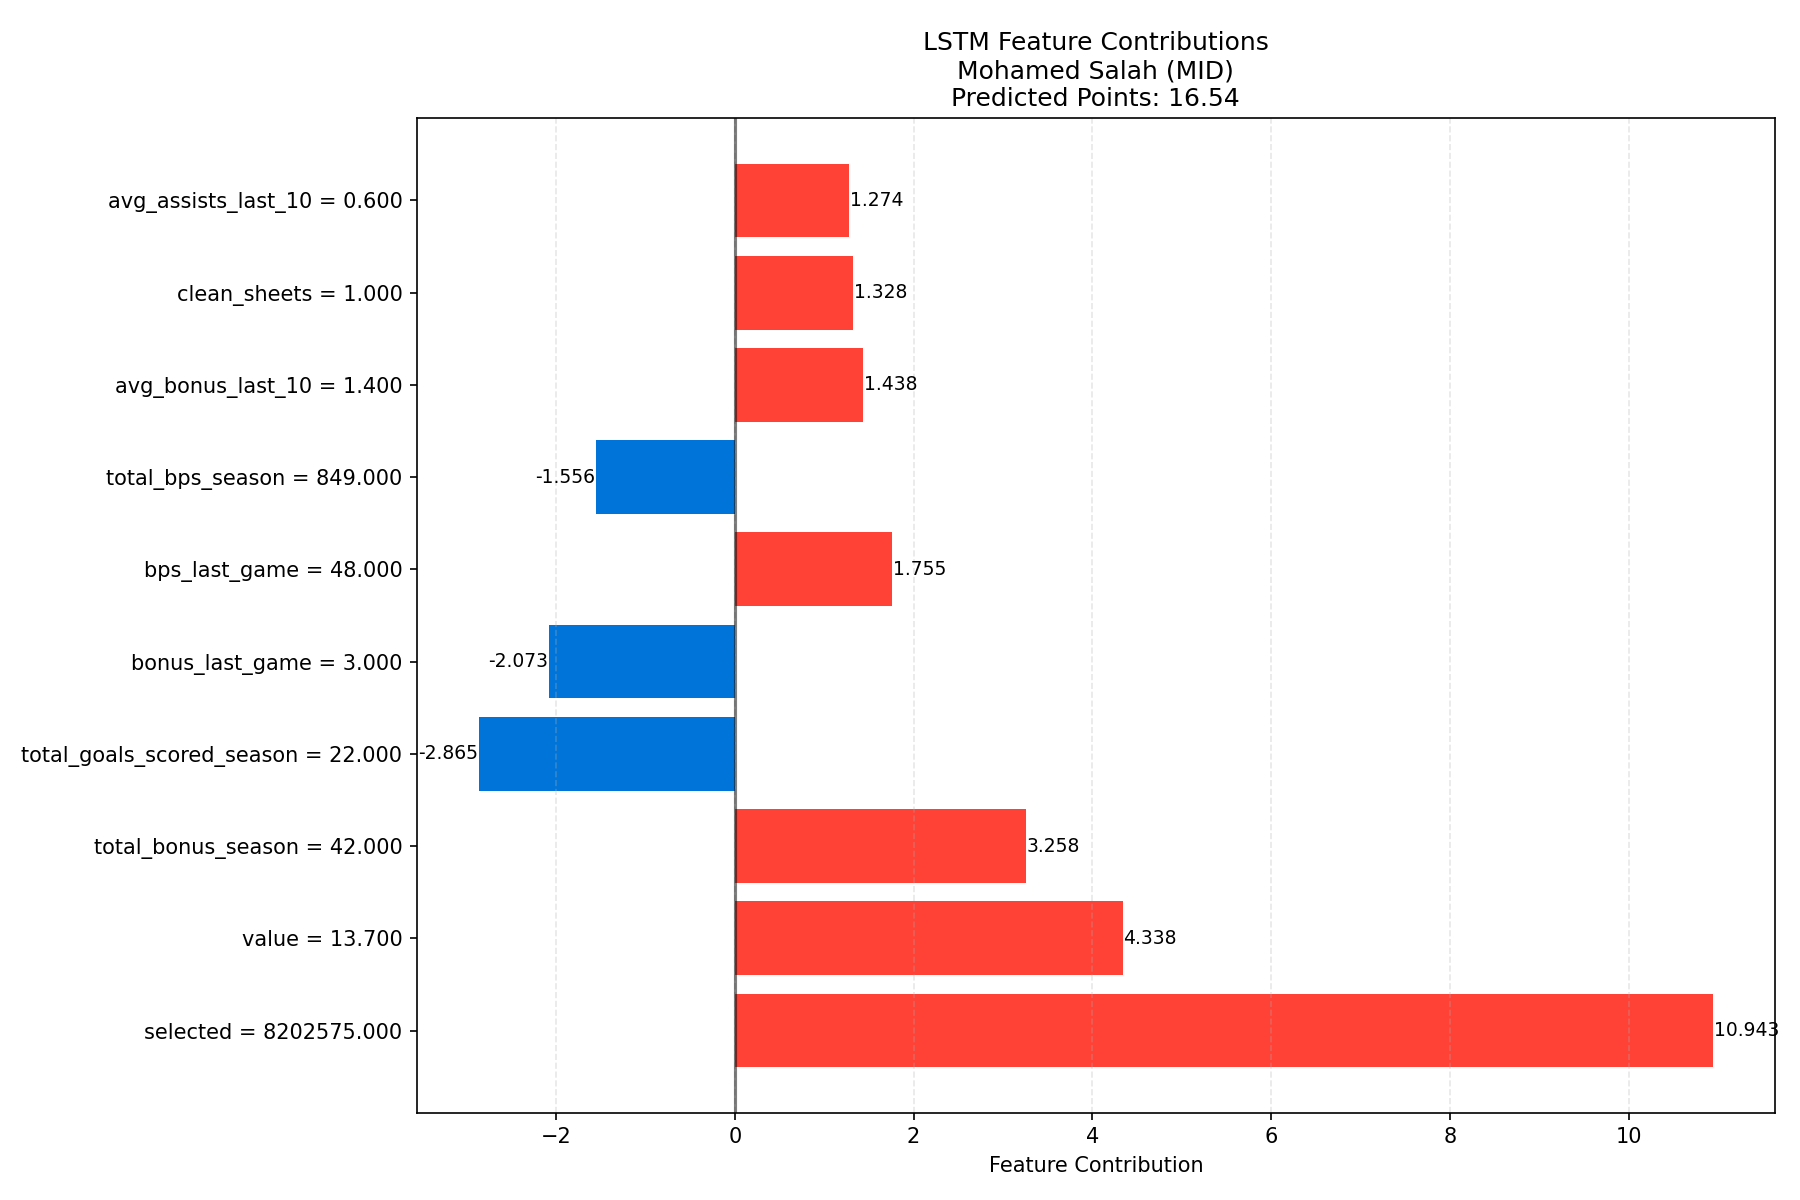 LSTM Feature Contributions
Mohamed Salah (MID)
Predicted Points: 16.54
avg_assists_last_10 = 0.600
1.274
clean_sheets = 1.000
1.328
avg_bonus_last_10 = 1.400
1.438
total_bps_season = 849.000
-1.556
bps_last_game = 48.000
1.755
bonus_last_game = 3.000
-2.073
total_goals_scored_season = 22.000
-2.865
total_bonus_season = 42.000
3.258
value = 13.700
4.338
selected = 8202575.000
10.943
−2 0 2 4 6 8 10
Feature Contribution